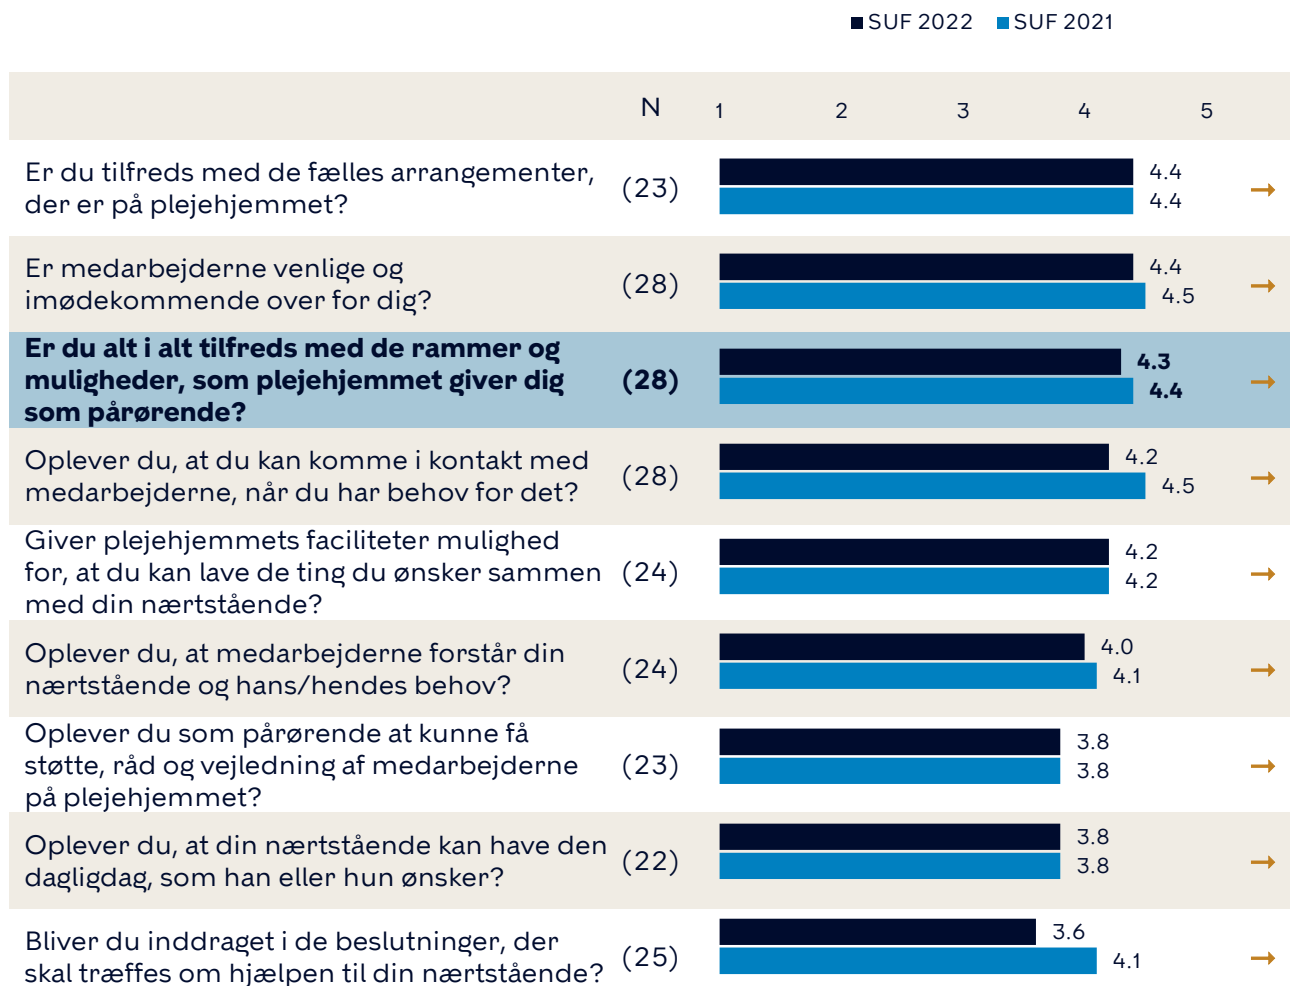 SUF 2022 SUF 2021
N 1 2 3 4 5
Er du tilfreds med de fælles arrangementer,
der er på plejehjemmet?
(23)
4.4
4.4
→
Er medarbejderne venlige og
imødekommende over for dig?
(28)
4.4
4.5
→
Er du alt i alt tilfreds med de rammer og
muligheder, som plejehjemmet giver dig
som pårørende?
(28)
4.3
4.4
→
Oplever du, at du kan komme i kontakt med
medarbejderne, når du har behov for det?
(28)
4.2
4.5
→
Giver plejehjemmets faciliteter mulighed
for, at du kan lave de ting du ønsker sammen
med din nærtstående?
(24)
4.2
4.2
→
Oplever du, at medarbejderne forstår din
nærtstående og hans/hendes behov?
(24)
4.0
4.1
→
Oplever du som pårørende at kunne få
støtte, råd og vejledning af medarbejderne
på plejehjemmet?
(23)
3.8
3.8
→
Oplever du, at din nærtstående kan have den
dagligdag, som han eller hun ønsker?
(22)
3.8
3.8
→
Bliver du inddraget i de beslutninger, der
skal træffes om hjælpen til din nærtstående?
(25)
3.6
4.1
→